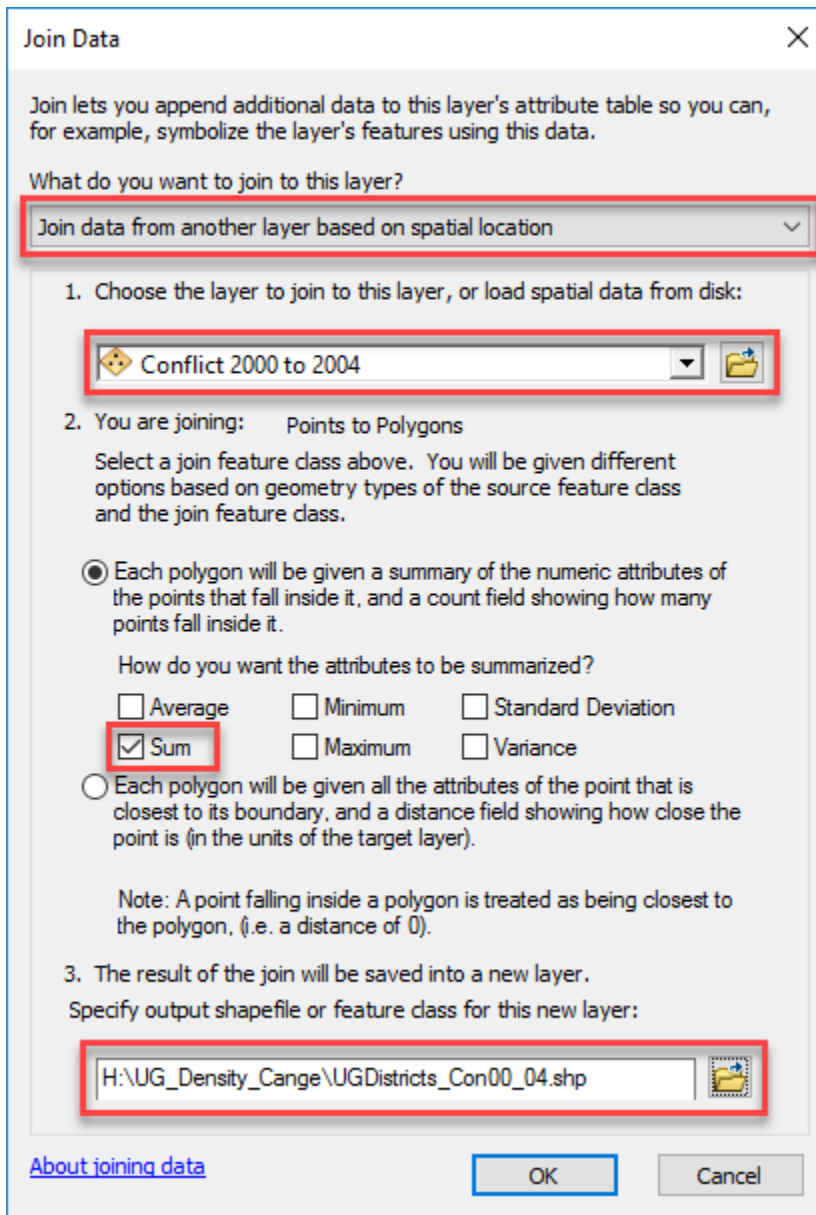 Join Data
Join lets you append additional data to this layer's attribute table so you can,
for example, symbolize the layer's features using this data.
What do you want to join to this layer?
Join data from another layer based on spatial location
1. Choose the layer to join to this layer, or load spatial data from disk:
Conflict 2000 to 2004
2. You are joining: Points to Polygons
Select a join feature class above. You will be given different
options based on geometry types of the source feature class
and the join feature class.
Each polygon will be given a summary of the numeric attributes of
the points that fall inside it, and a count field showing how many
points fall inside it.
How do you want the attributes to be summarized?
Average Minimum Standard Deviation
Sum Maximum Variance
Each polygon will be given all the attributes of the point that is
closest to its boundary, and a distance field showing how close the
point is (in the units of the target layer).
Note: A point falling inside a polygon is treated as being closest to
the polygon, (i.e. a distance of 0).
3. The result of the join will be saved into a new layer.
Specify output shapefile or feature class for this new layer:
H:\UG_Density_Cange\UGDistricts_Con00_04.shp
About joining data OK Cancel